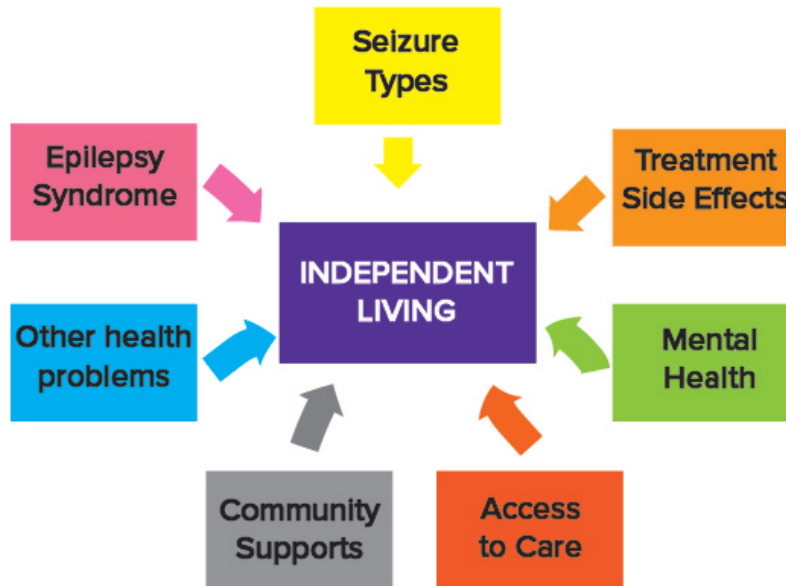 Seizure
Types
Epilepsy
Syndrome
Treatment
Side Effects
INDEPENDENT
LIVING
Other health
problems
Mental
Health
Community
Supports
Access
to Care